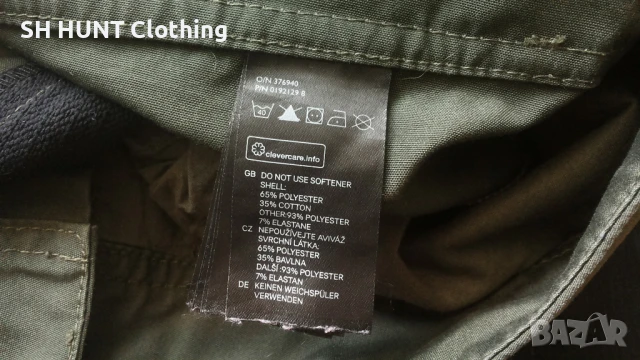 SH HUNT Clothing
O/N 376940
P/N 0192129 8
40
clevercare.info
GB DO NOT USE SOFTENER
SHELL:
65% POLYESTER
35% COTTON
OTHER:93% POLYESTER
7% ELASTANE
CZ NEPOUŽÍVEJTE AVIVÁŽ
SVRCHNÍ LÁTKA:
65% POLYESTER
35% BAVLNA
DALŠÍ :93% POLYESTER
7% ELASTAN
DE KEINEN WEICHSPÜLER
VERWENDEN
BAZAR